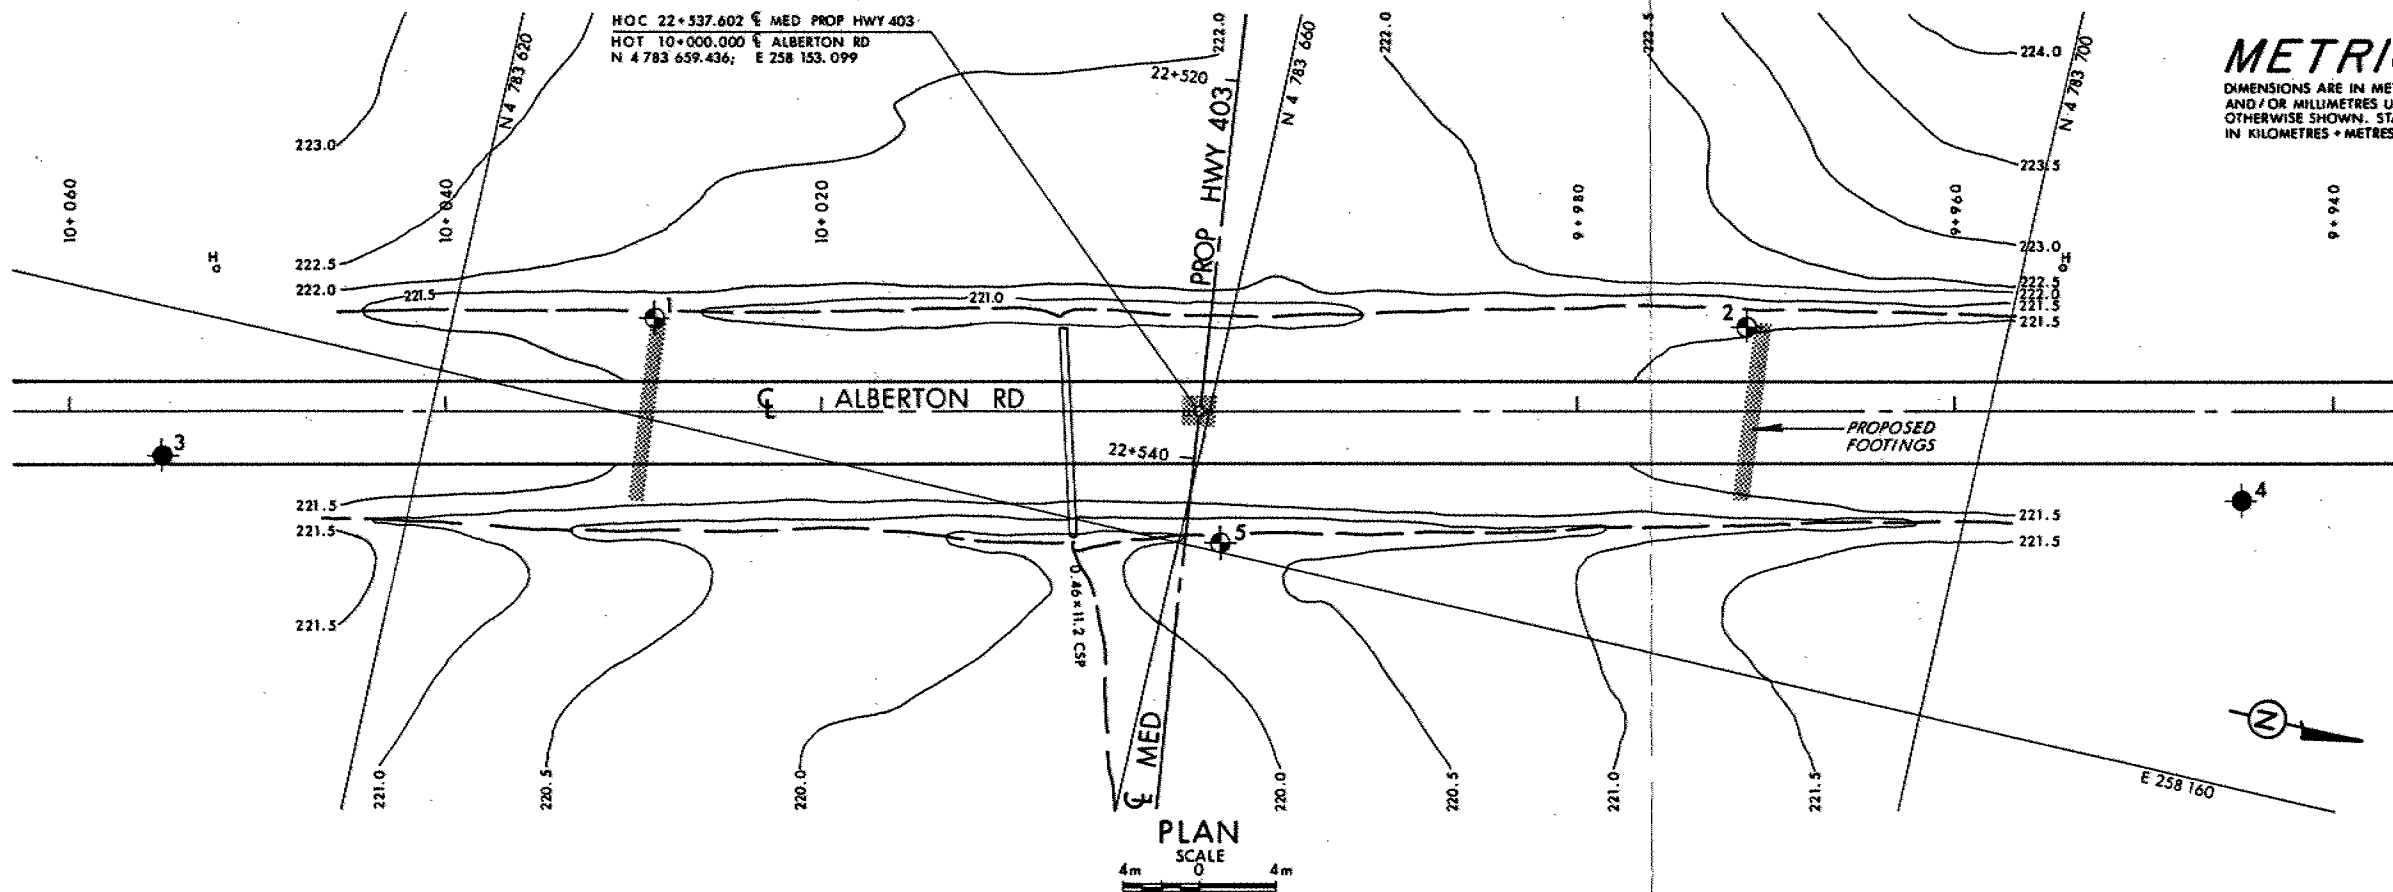 HOC 22+537.602 ℄ MED PROP HWY 403
HOT 10+000.000 ℄ ALBERTON RD
N 4 783 659.436; E 258 153.099
METRI
DIMENSIONS ARE IN ME
AND/OR MILLIMETRES U
OTHERWISE SHOWN. STA
IN KILOMETRES + METRES
N 4 783 620
222.0
N 4 783 660
222.0
222.5
224.0
N 4 783 700
22+520
223.0
223.5
10+060
10+040
10+020
PROP HWY 403
9+980
9+960
9+940
H
222.5
223.0
H
222.0
221.5
221.0
222.5
222.0
221.5
221.5
1
2
℄ ALBERTON RD
PROPOSED
FOOTINGS
3
22+540
4
221.5
221.5
221.5
221.5
5
0.46×11.2 CSP
221.5
℄ MED
N
221.0
220.5
220.0
220.0
220.5
221.0
221.5
E 258 160
PLAN
SCALE
4m 0 4m